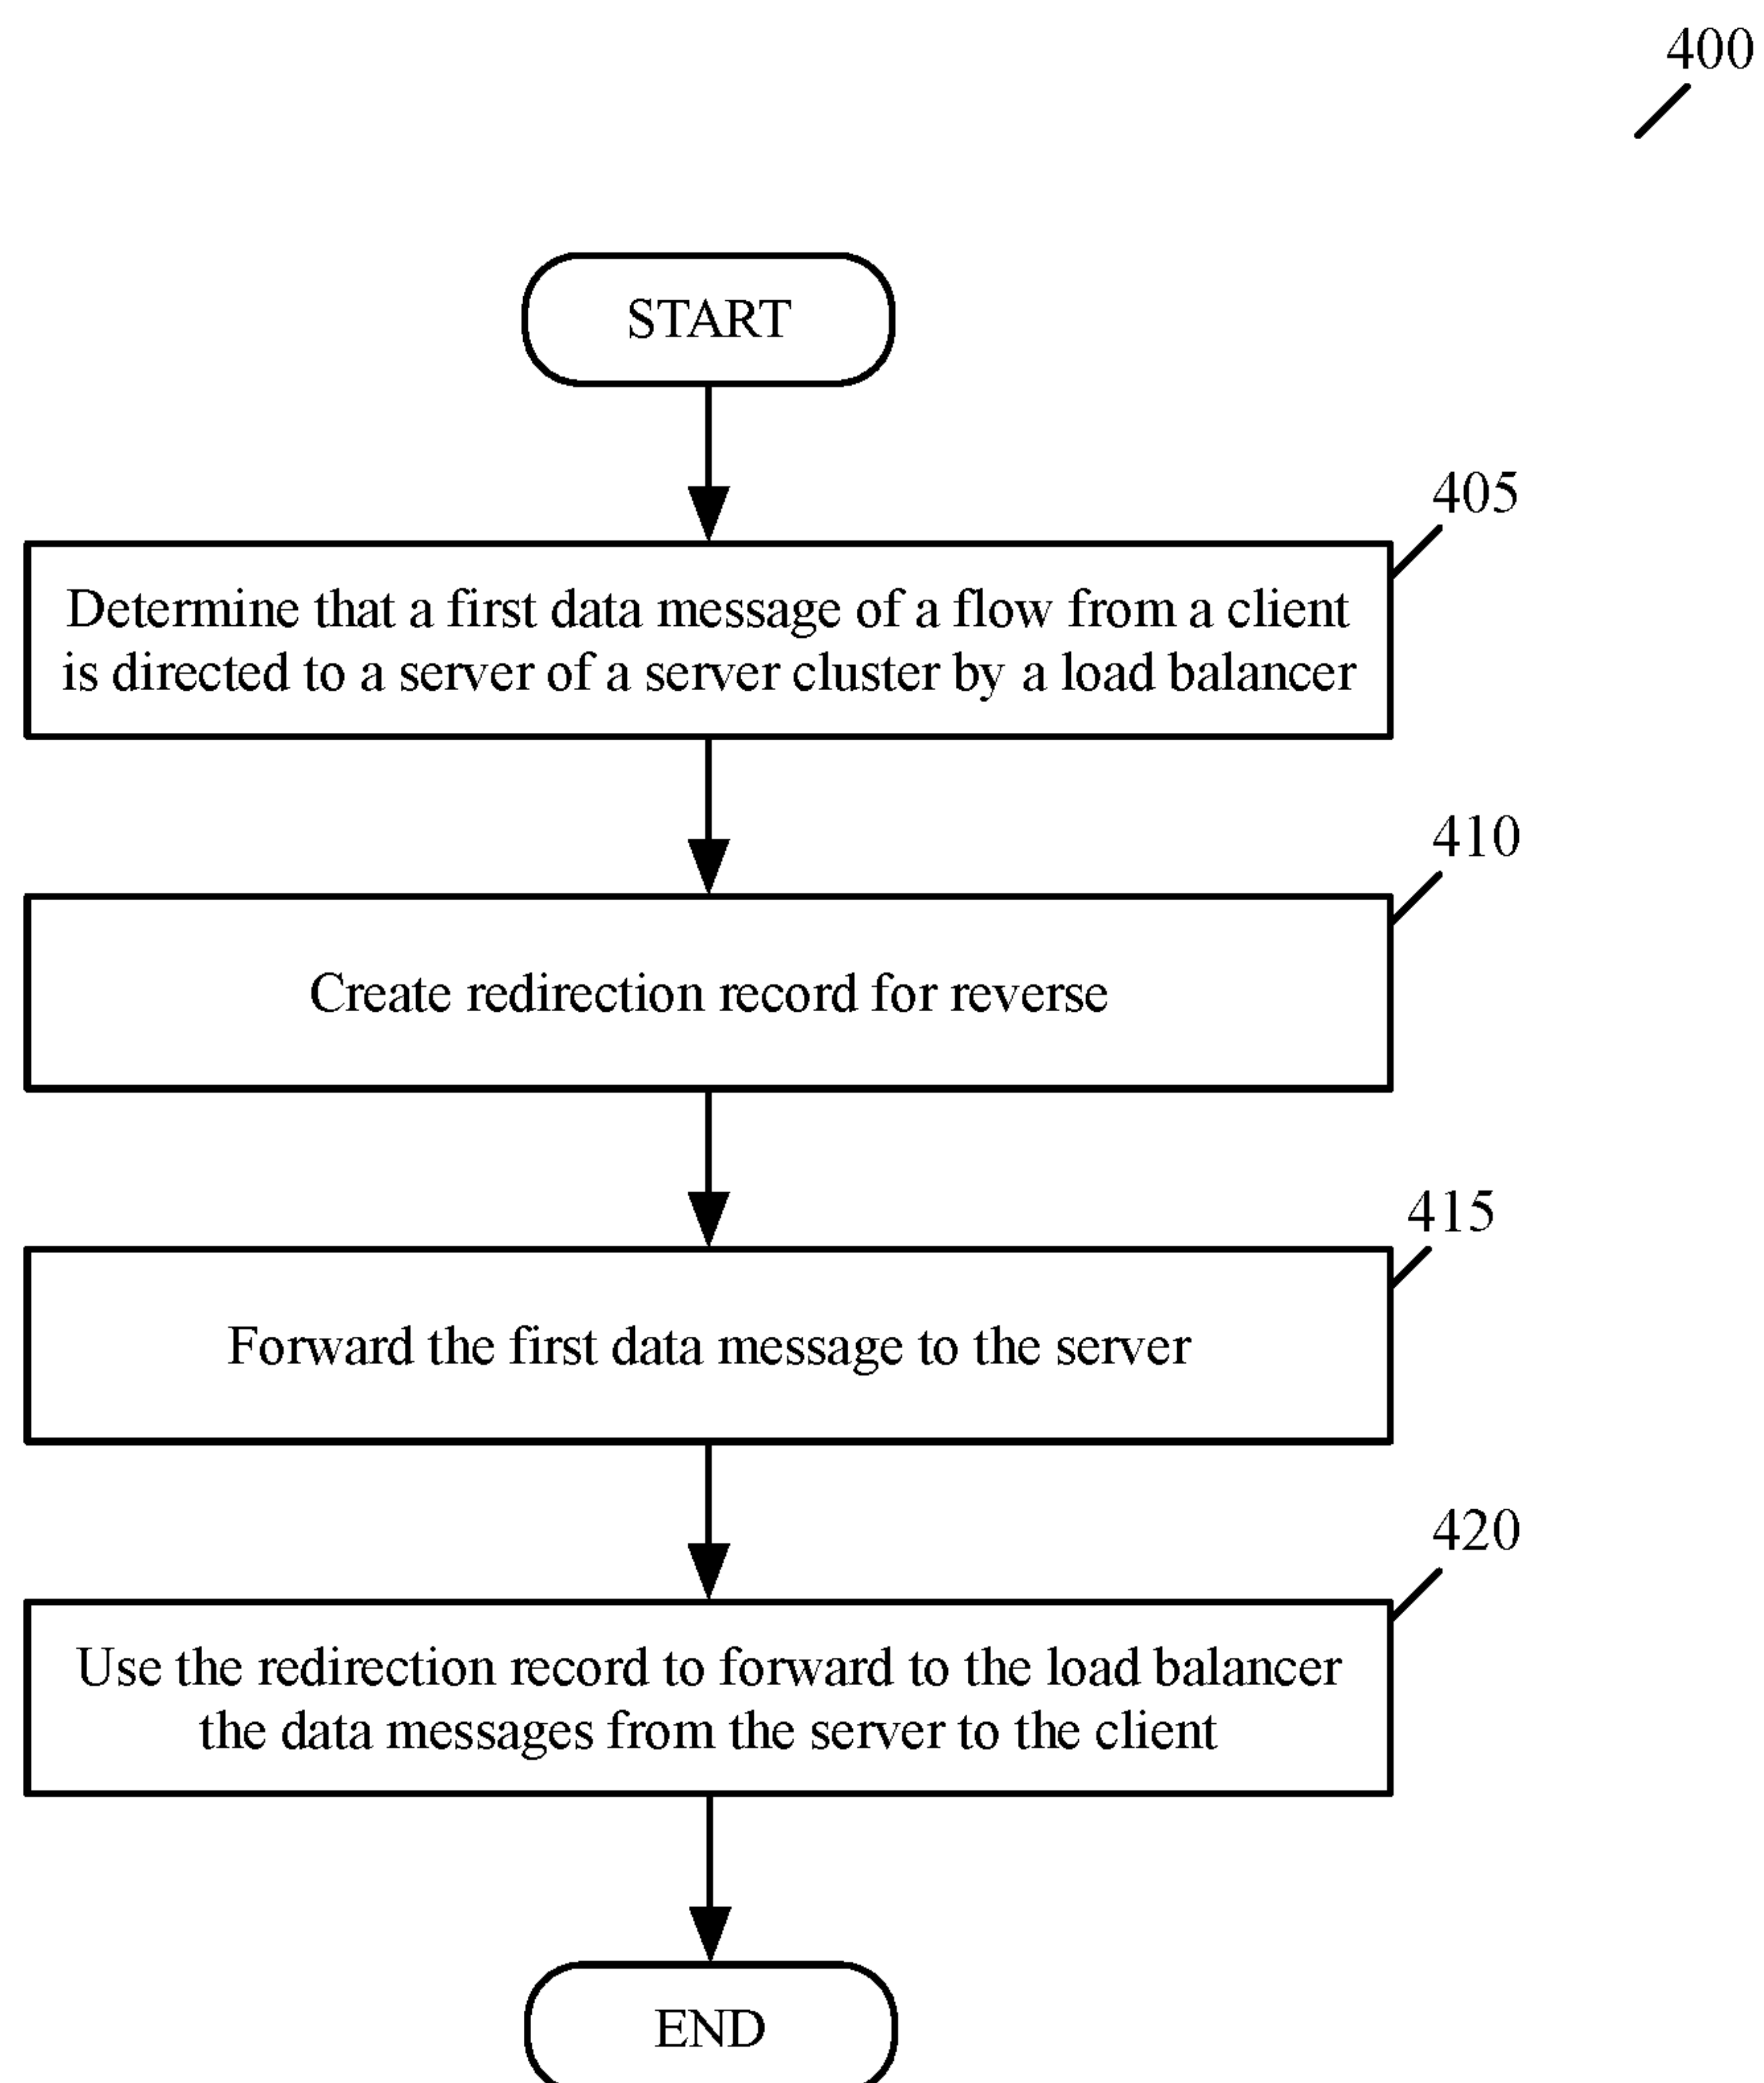 400
START
405
Determine that a first data message of a flow from a client
is directed to a server of a server cluster by a load balancer
410
Create redirection record for reverse
415
Forward the first data message to the server
420
Use the redirection record to forward to the load balancer
the data messages from the server to the client
END